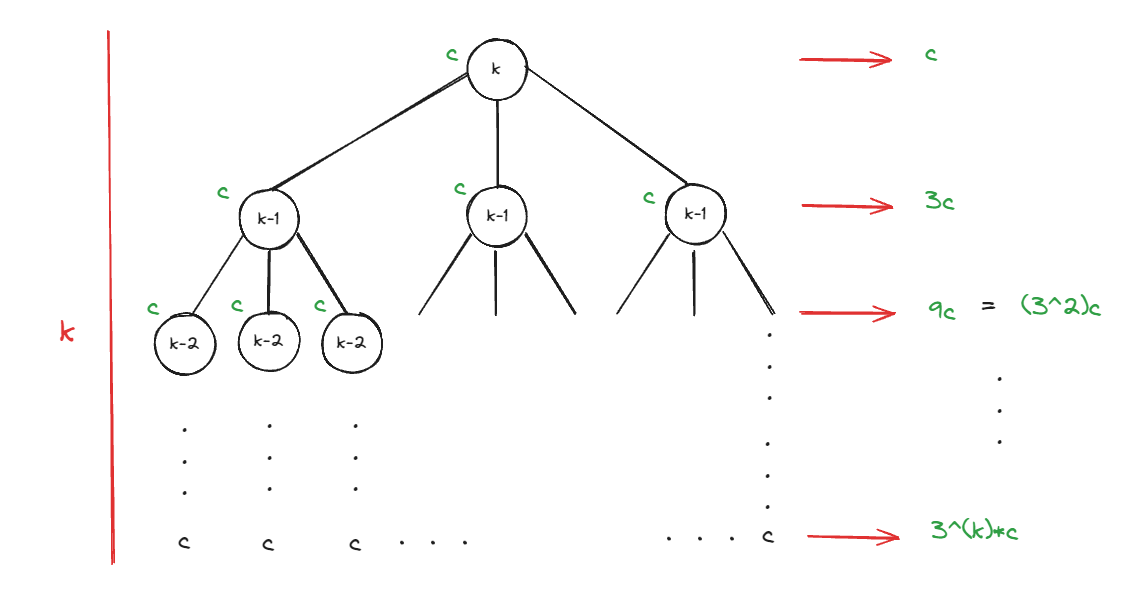 c k c
c k-1 c k-1 c k-1 3c
c k-2 c k-2 c k-2 9c = (3^2)c
k
c c c . . . . . . c 3^(k)*c